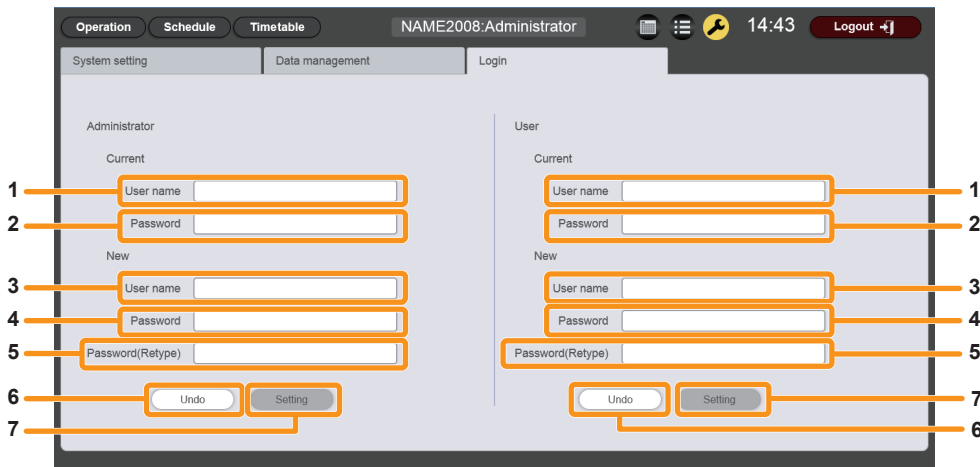 Operation Schedule Timetable NAME2008:Administrator 14:43 Logout
System setting Data management Login
Administrator User
Current Current
1 User name User name 1
2 Password Password 2
New New
3 User name User name 3
4 Password Password 4
5 Password(Retype) Password(Retype) 5
6 Undo Setting Undo Setting 7
7 6